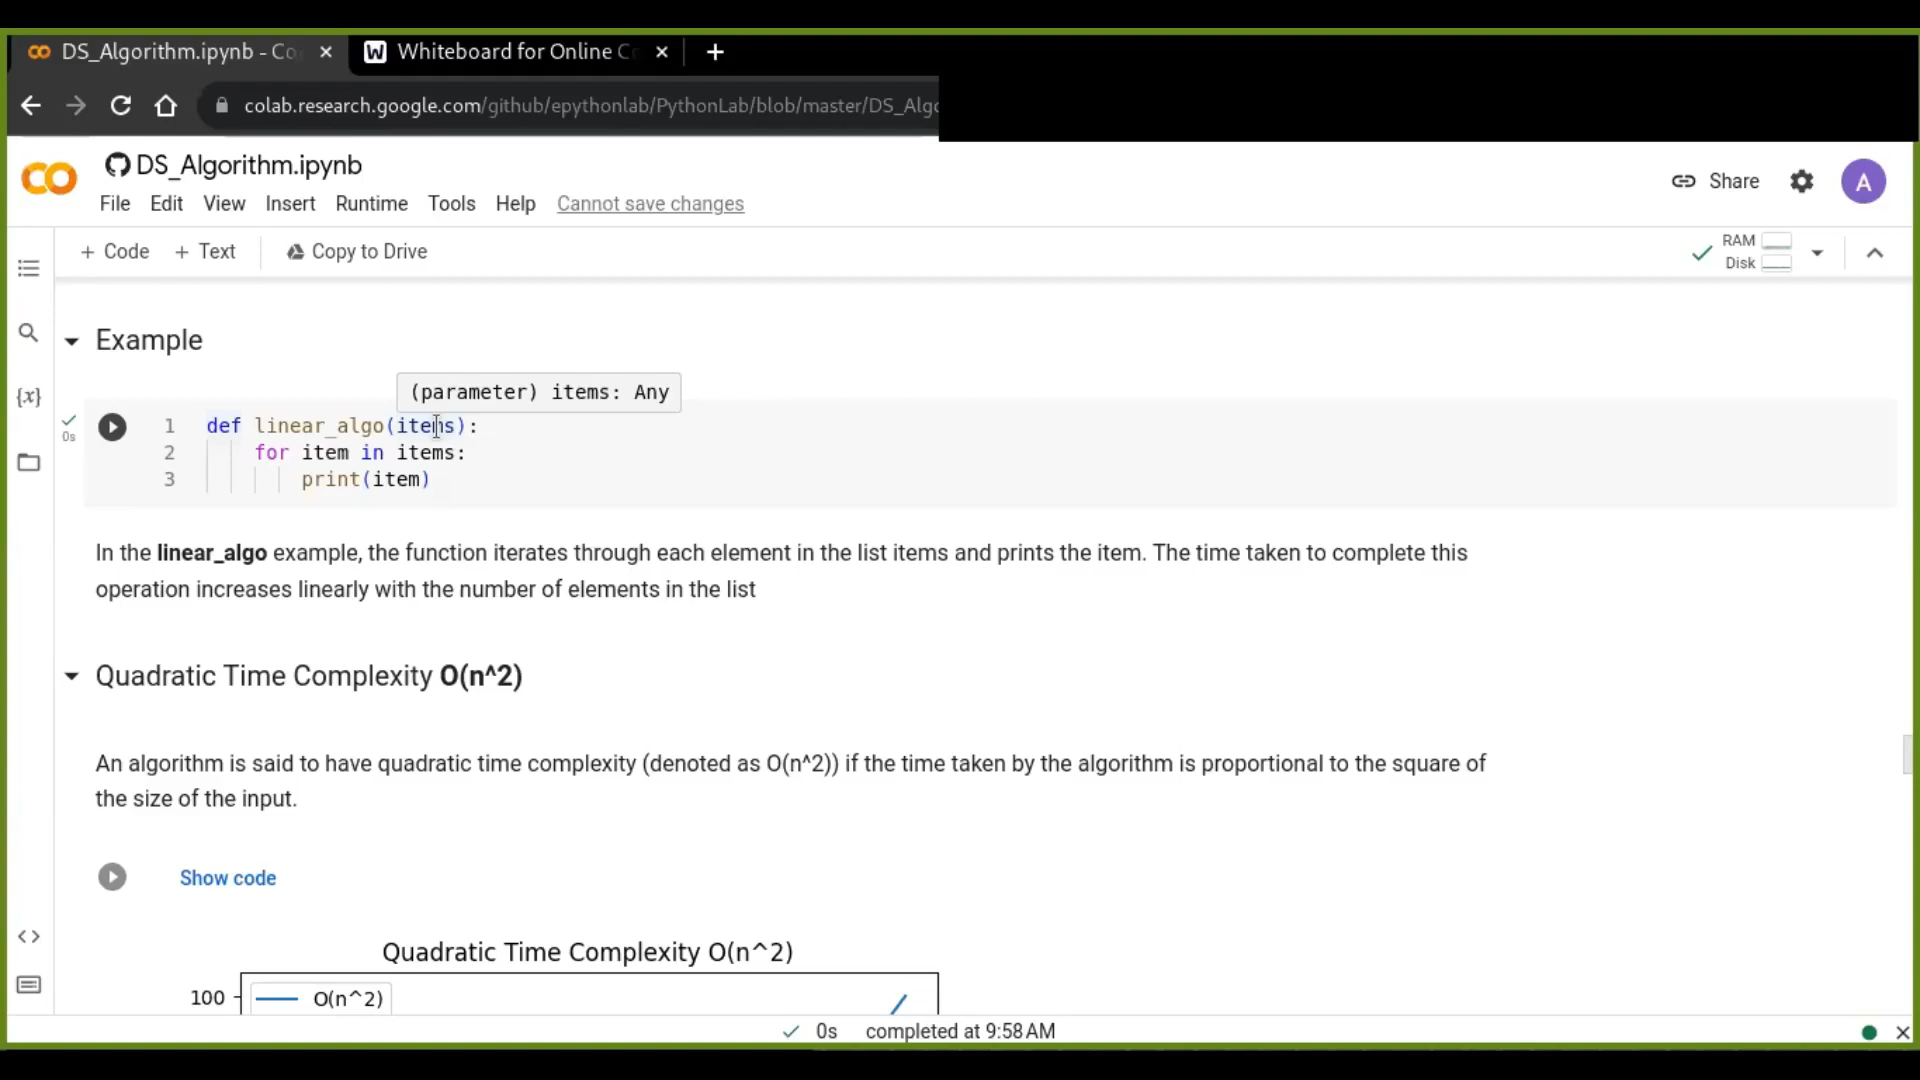 DS_Algorithm.ipynb - Co
Whiteboard for Online C
colab.research.google.com/github/epythonlab/PythonLab/blob/master/DS_Algo
DS_Algorithm.ipynb
File Edit View Insert Runtime Tools Help Cannot save changes
Share
A
+ Code + Text Copy to Drive
RAM
Disk
Example
(parameter) items: Any
0s
1 def linear_algo(items):
2 for item in items:
3 print(item)
In the linear_algo example, the function iterates through each element in the list items and prints the item. The time taken to complete this
operation increases linearly with the number of elements in the list
Quadratic Time Complexity O(n^2)
An algorithm is said to have quadratic time complexity (denoted as O(n^2)) if the time taken by the algorithm is proportional to the square of
the size of the input.
Show code
Quadratic Time Complexity O(n^2)
100
O(n^2)
0s completed at 9:58 AM